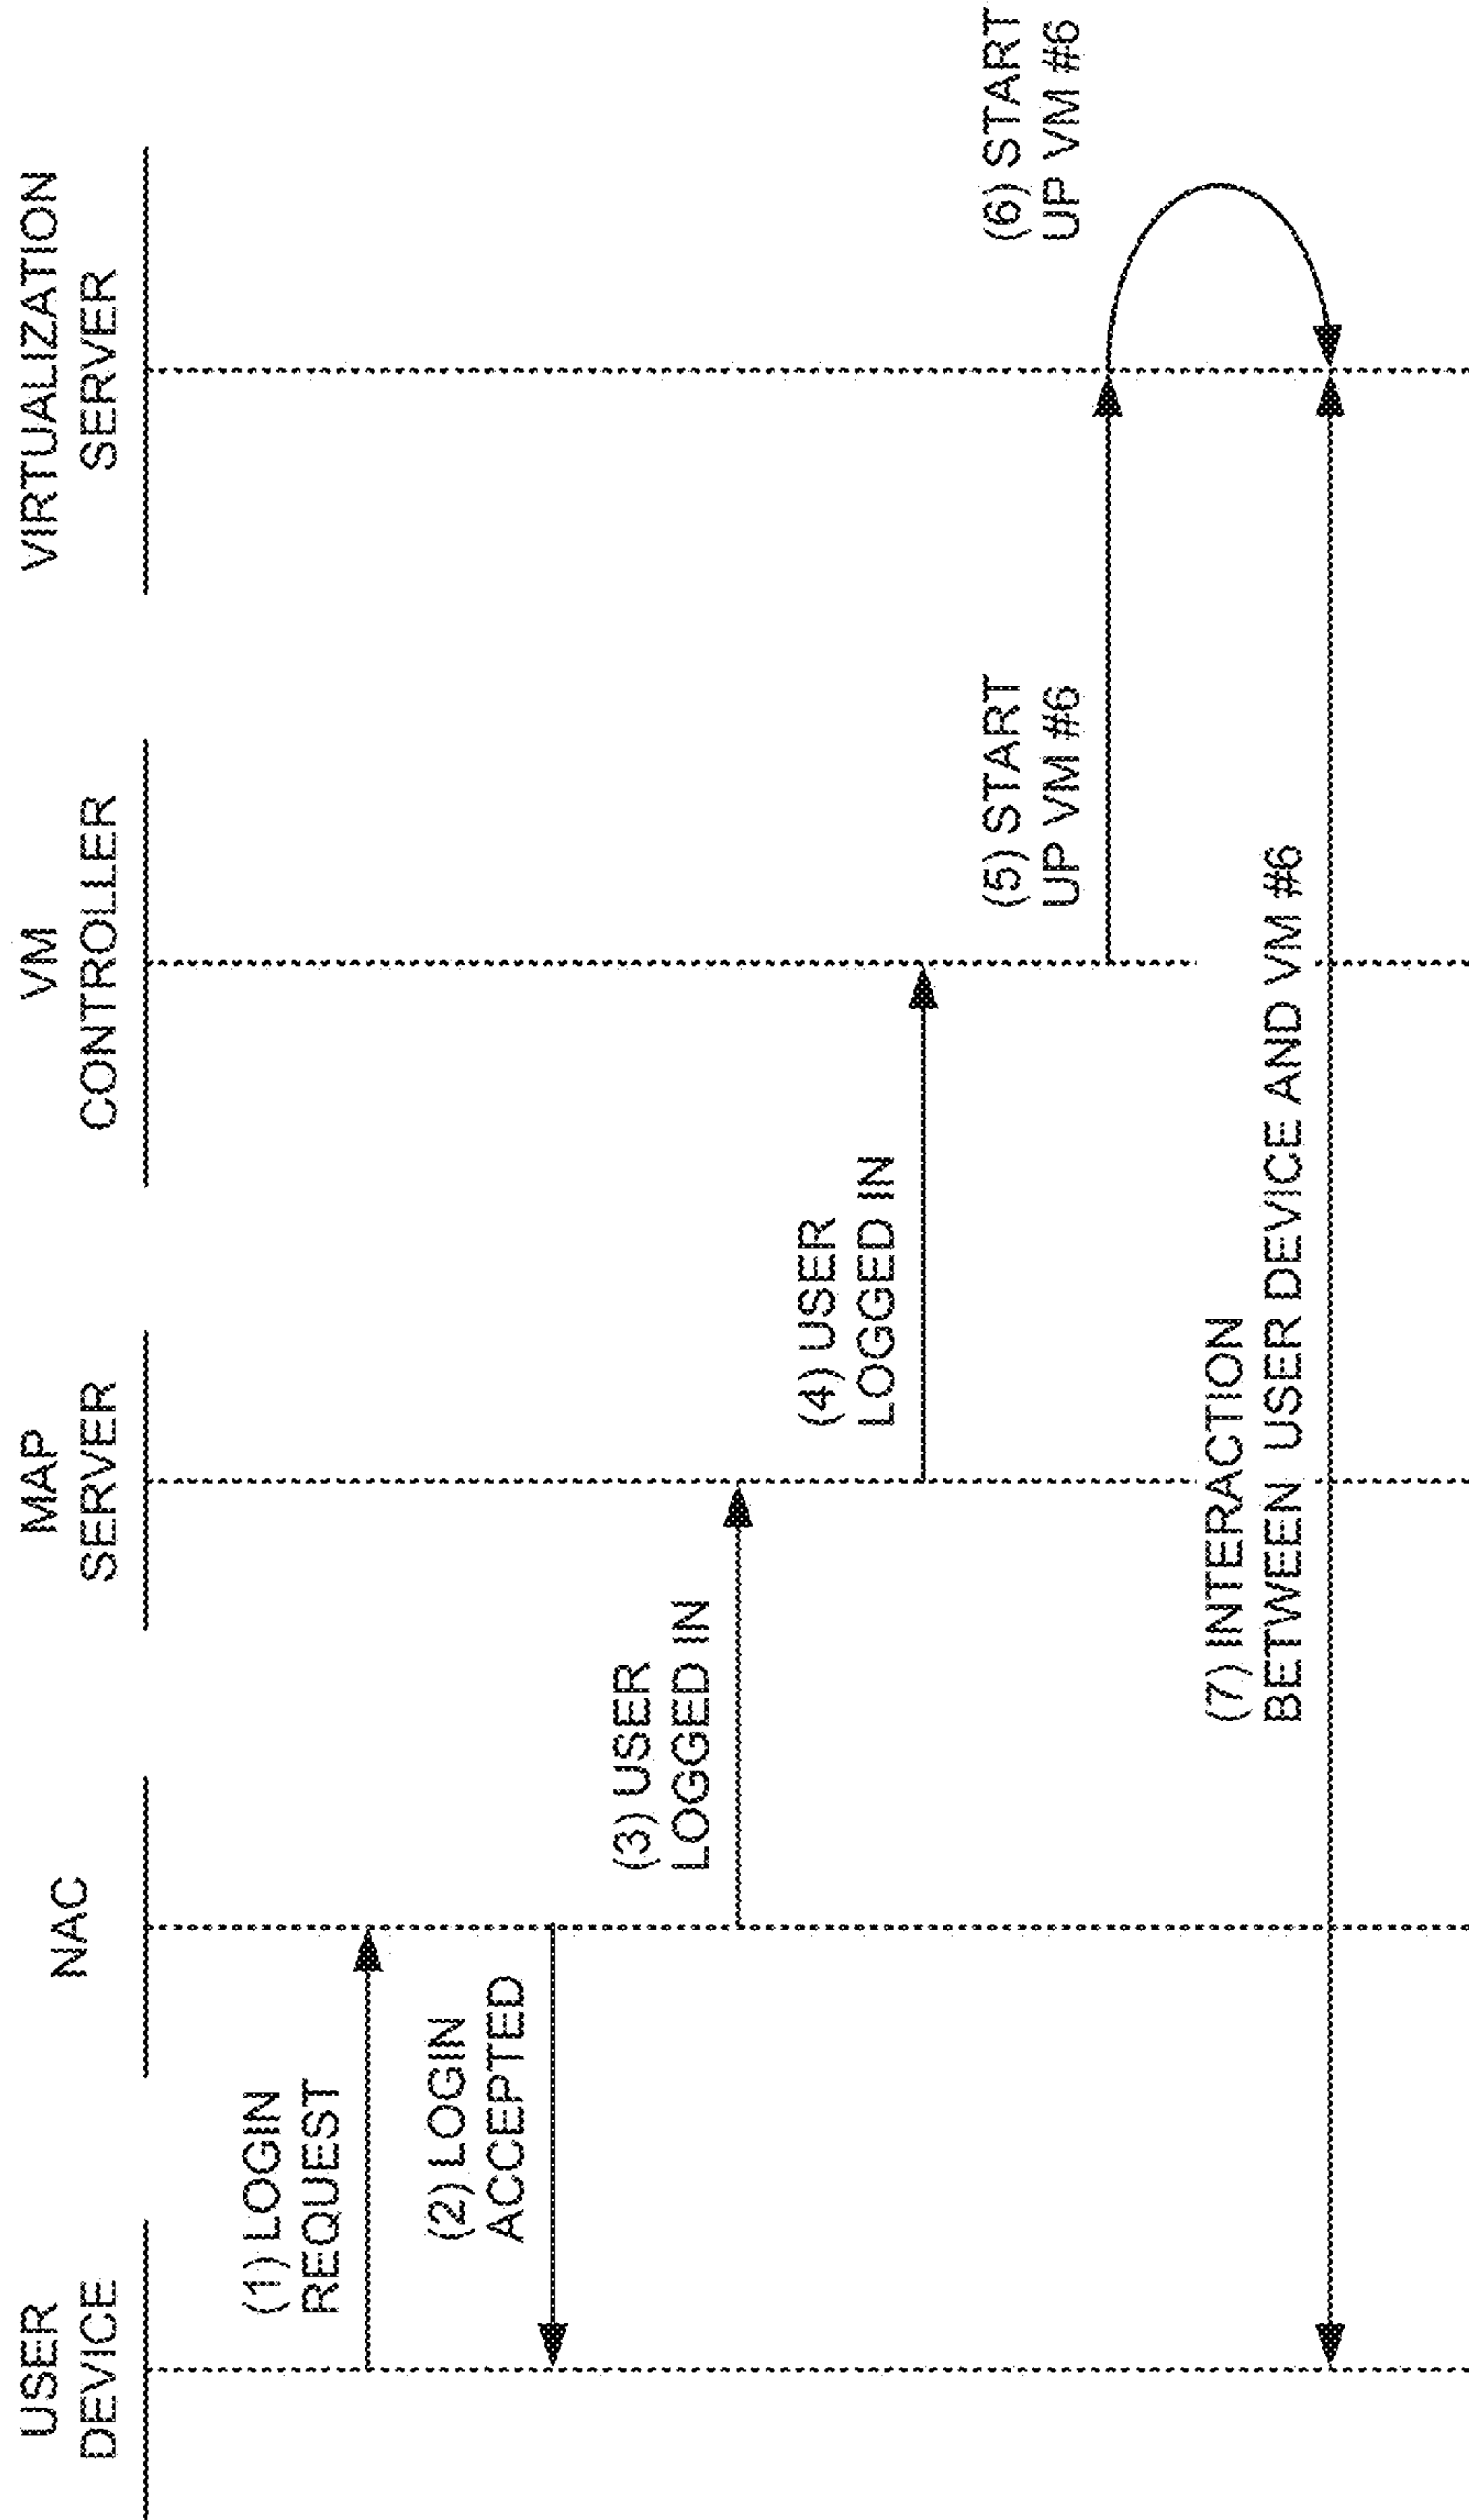 USER
DEVICE
NAC
MAP
SERVER
VM
CONTROLLER
VIRTUALIZATION
SERVER
(1) LOGIN
REQUEST
(2) LOGIN
ACCEPTED
(3) USER
LOGGED IN
(4) USER
LOGGED IN
(5) START
UP VM #6
(6) START
UP VM #6
(7) INTERACTION
BETWEEN USER DEVICE AND VM #6